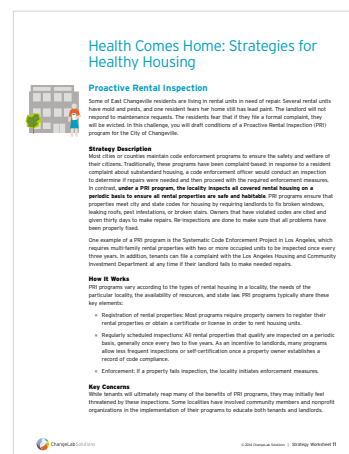 Health Comes Home: Strategies for
Healthy Housing
Proactive Rental Inspection
Some of East Changeville residents are living in rental units in need of repair. Several rental units
have mold and pests, and one resident fears her home still has lead paint. The landlord will not
respond to maintenance requests. The residents fear that if they file a formal complaint, they
will be evicted. In this challenge, you will draft conditions of a Proactive Rental Inspection (PRI)
program for the City of Changeville.
Strategy Description
Most cities or counties maintain code enforcement programs to ensure the safety and welfare of
their citizens. Traditionally, these programs have been complaint-based: in response to a resident
complaint about substandard housing, a code enforcement officer would conduct an inspection
to determine if repairs were needed and then proceed with the required enforcement measures.
In contrast, under a PRI program, the locality inspects all covered rental housing on a
periodic basis to ensure all rental properties are safe and habitable. PRI programs ensure that
properties meet city and state codes for housing by requiring landlords to fix broken windows,
leaking roofs, pest infestations, or broken stairs. Owners that have violated codes are cited and
given thirty days to make repairs. Re-inspections are done to make sure that all problems have
been properly fixed.
One example of a PRI program is the Systematic Code Enforcement Project in Los Angeles, which
requires multi-family rental properties with two or more occupied units to be inspected once every
three years. In addition, tenants can file a complaint with the Los Angeles Housing and Community
Investment Department at any time if their landlord fails to make needed repairs.
How It Works
PRI programs vary according to the types of rental housing in a locality, the needs of the
particular locality, the availability of resources, and state law. PRI programs typically share these
key elements:
Registration of rental properties: Most programs require property owners to register their
rental properties or obtain a certificate or license in order to rent housing units.
Regularly scheduled inspections: All rental properties that qualify are inspected on a periodic
basis, generally once every two to five years. As an incentive to landlords, many programs
allow less frequent inspections or self-certification once a property owner establishes a
record of code compliance.
Enforcement: If a property fails inspection, the locality initiates enforcement measures.
Key Concerns
While tenants will ultimately reap many of the benefits of PRI programs, they may initially feel
threatened by these inspections. Some localities have involved community members and nonprofit
organizations in the implementation of their programs to educate both tenants and landlords.
ChangeLabSolutions
© 2014 ChangeLab Solutions | Strategy Worksheet 11